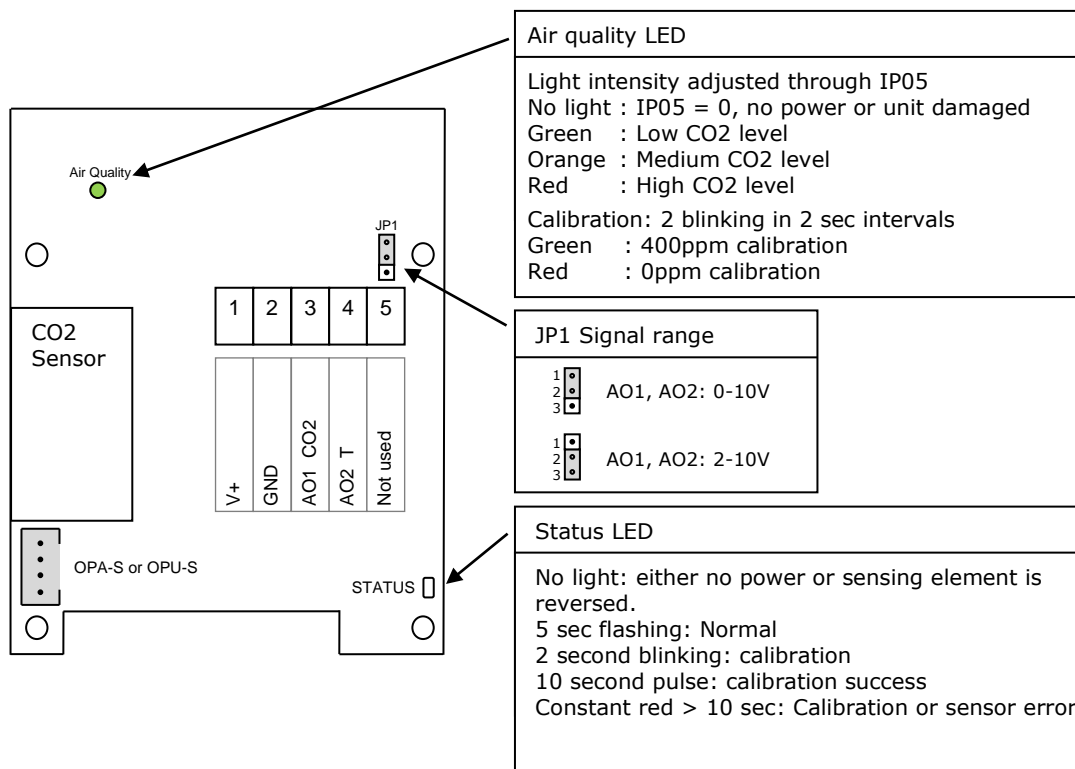 Air quality LED
Light intensity adjusted through IP05
No light : IP05 = 0, no power or unit damaged
Green : Low CO2 level
Orange : Medium CO2 level
Red : High CO2 level
Calibration: 2 blinking in 2 sec intervals
Green : 400ppm calibration
Red : 0ppm calibration
Air Quality
JP1
1 2 3 4 5
CO2
Sensor
V+
GND
AO1 CO2
AO2 T
Not used
OPA-S or OPU-S
STATUS
JP1 Signal range
1
2
3
AO1, AO2: 0-10V
1
2
3
AO1, AO2: 2-10V
Status LED
No light: either no power or sensing element is
reversed.
5 sec flashing: Normal
2 second blinking: calibration
10 second pulse: calibration success
Constant red > 10 sec: Calibration or sensor error